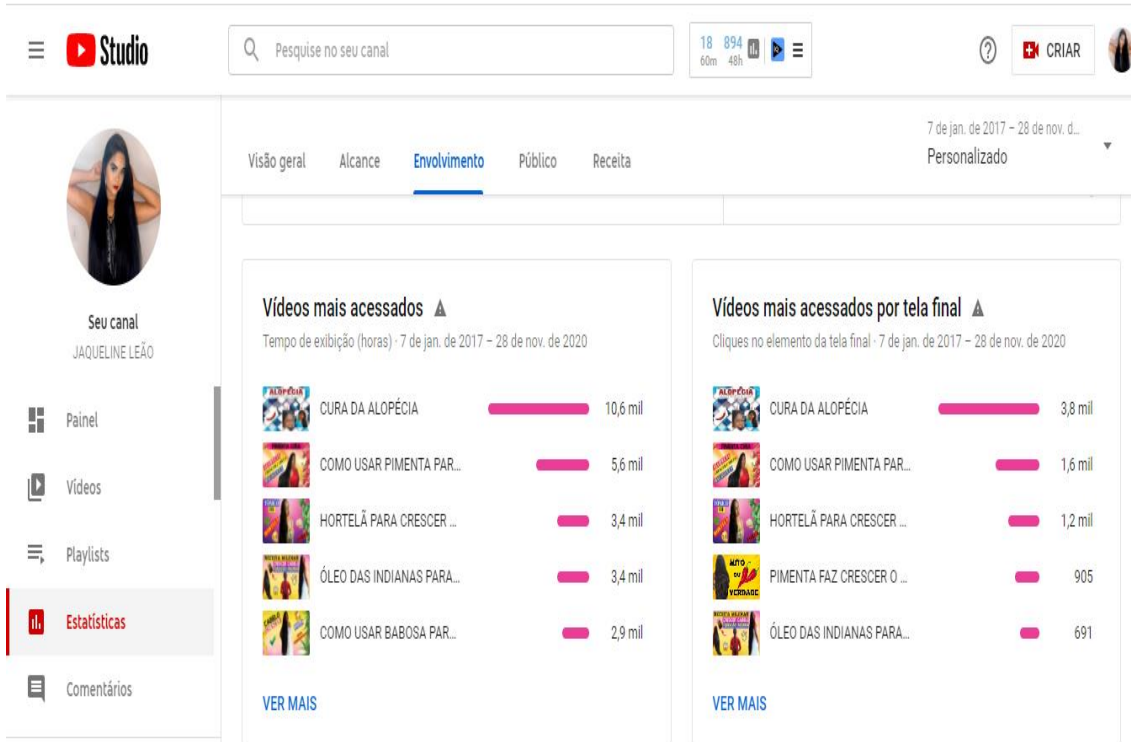 Studio
Pesquise no seu canal
18 894
60m 48h
CRIAR
Visão geral Alcance Envolvimento Público Receita
7 de jan. de 2017 – 28 de nov. d...
Personalizado
Seu canal
JAQUELINE LEÃO
Painel
Vídeos
Playlists
Estatísticas
Comentários
Vídeos mais acessados
Tempo de exibição (horas) · 7 de jan. de 2017 – 28 de nov. de 2020
ALOPÉCIA
CURA DA ALOPÉCIA 10,6 mil
COMO USAR PIMENTA PAR... 5,6 mil
HORTELÃ PARA CRESCER ... 3,4 mil
ÓLEO DAS INDIANAS PARA... 3,4 mil
COMO USAR BABOSA PAR... 2,9 mil
VER MAIS
Vídeos mais acessados por tela final
Cliques no elemento da tela final · 7 de jan. de 2017 – 28 de nov. de 2020
ALOPECIA
CURA DA ALOPÉCIA 3,8 mil
COMO USAR PIMENTA PAR... 1,6 mil
HORTELÃ PARA CRESCER ... 1,2 mil
MITO
OU
VERDADE
PIMENTA FAZ CRESCER O ... 905
ÓLEO DAS INDIANAS PARA... 691
VER MAIS